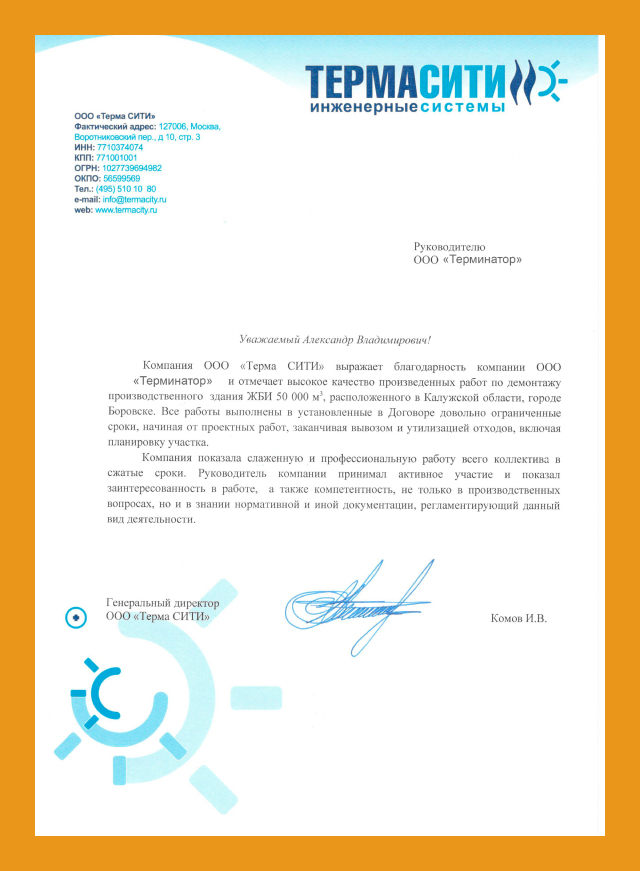 ТЕРМАСИТИ
инженерные системы
ООО «Терма СИТИ»
Фактический адрес: 127006, Москва,
Воротниковский пер., д 10, стр. 3
ИНН: 7710374074
КПП: 771001001
ОГРН: 1027739694982
ОКПО: 56599569
Тел.: (495) 510 10 80
e-mail: info@termacity.ru
web: www.termacity.ru
Руководителю
ООО «Терминатор»
Уважаемый Александр Владимирович!
Компания ООО «Терма СИТИ» выражает благодарность компании ООО
«Терминатор» и отмечает высокое качество произведенных работ по демонтажу
производственного здания ЖБИ 50 000 м³, расположенного в Калужской области, городе
Боровске. Все работы выполнены в установленные в Договоре довольно ограниченные
сроки, начиная от проектных работ, заканчивая вывозом и утилизацией отходов, включая
планировку участка.
Компания показала слаженную и профессиональную работу всего коллектива в
сжатые сроки. Руководитель компании принимал активное участие и показал
заинтересованность в работе, а также компетентность, не только в производственных
вопросах, но и в знании нормативной и иной документации, регламентирующий данный
вид деятельности.
Генеральный директор
ООО «Терма СИТИ»
Комов И.В.